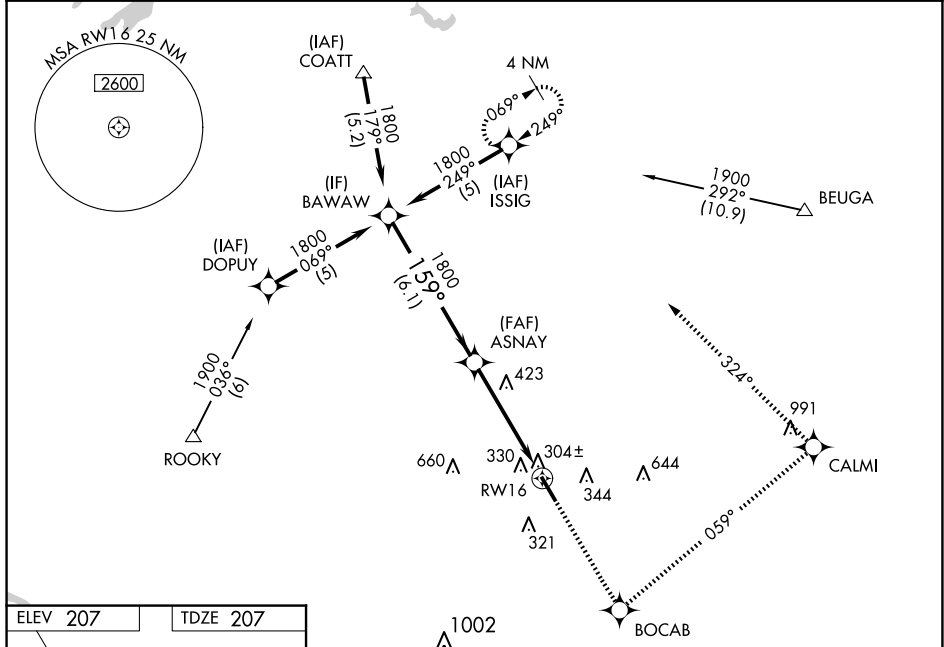 MSA RW16 25 NM
2600
(IAF)
COATT
1800
179°
(5.2)
4 NM
069°
249°
1800
249°
(5)
(IAF)
ISSIG
(IF)
BAWAW
1900
292°
(10.9)
BEUGA
(IAF)
DOPUY
1800
069°
(5)
1800
159°
(6.1)
(FAF)
ASNAY
423
1900
036°
(6)
ROOKY
324°
991
CALMI
660
330
304±
RW16
344
644
321
059°
BOCAB
ELEV 207
TDZE 207
1002